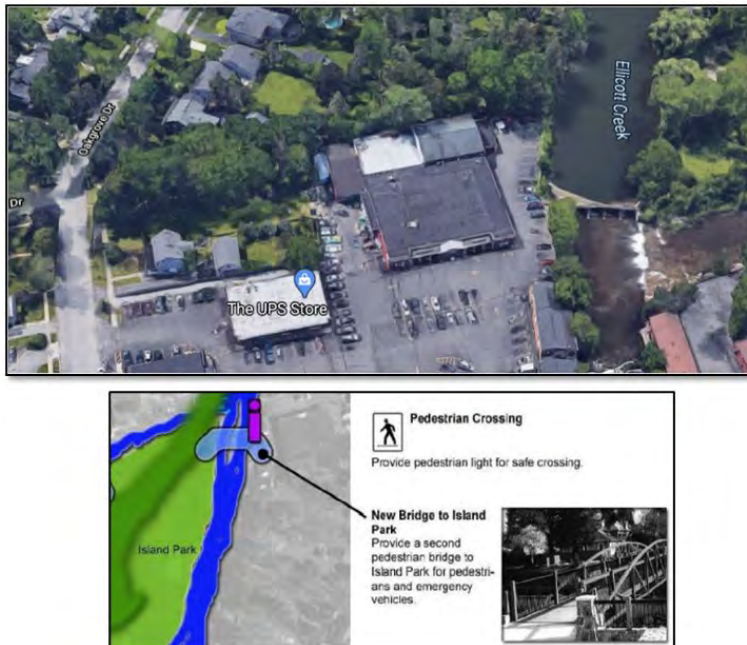 Oakgrove Dr
Ellicott Creek
Dr
The UPS Store
Pedestrian Crossing
Provide pedestrian light for safe crossing.
New Bridge to Island
Park
Provide a second
pedestrian bridge to
Island Park for pedestri-
ans and emergency
vehicles.
Island Park